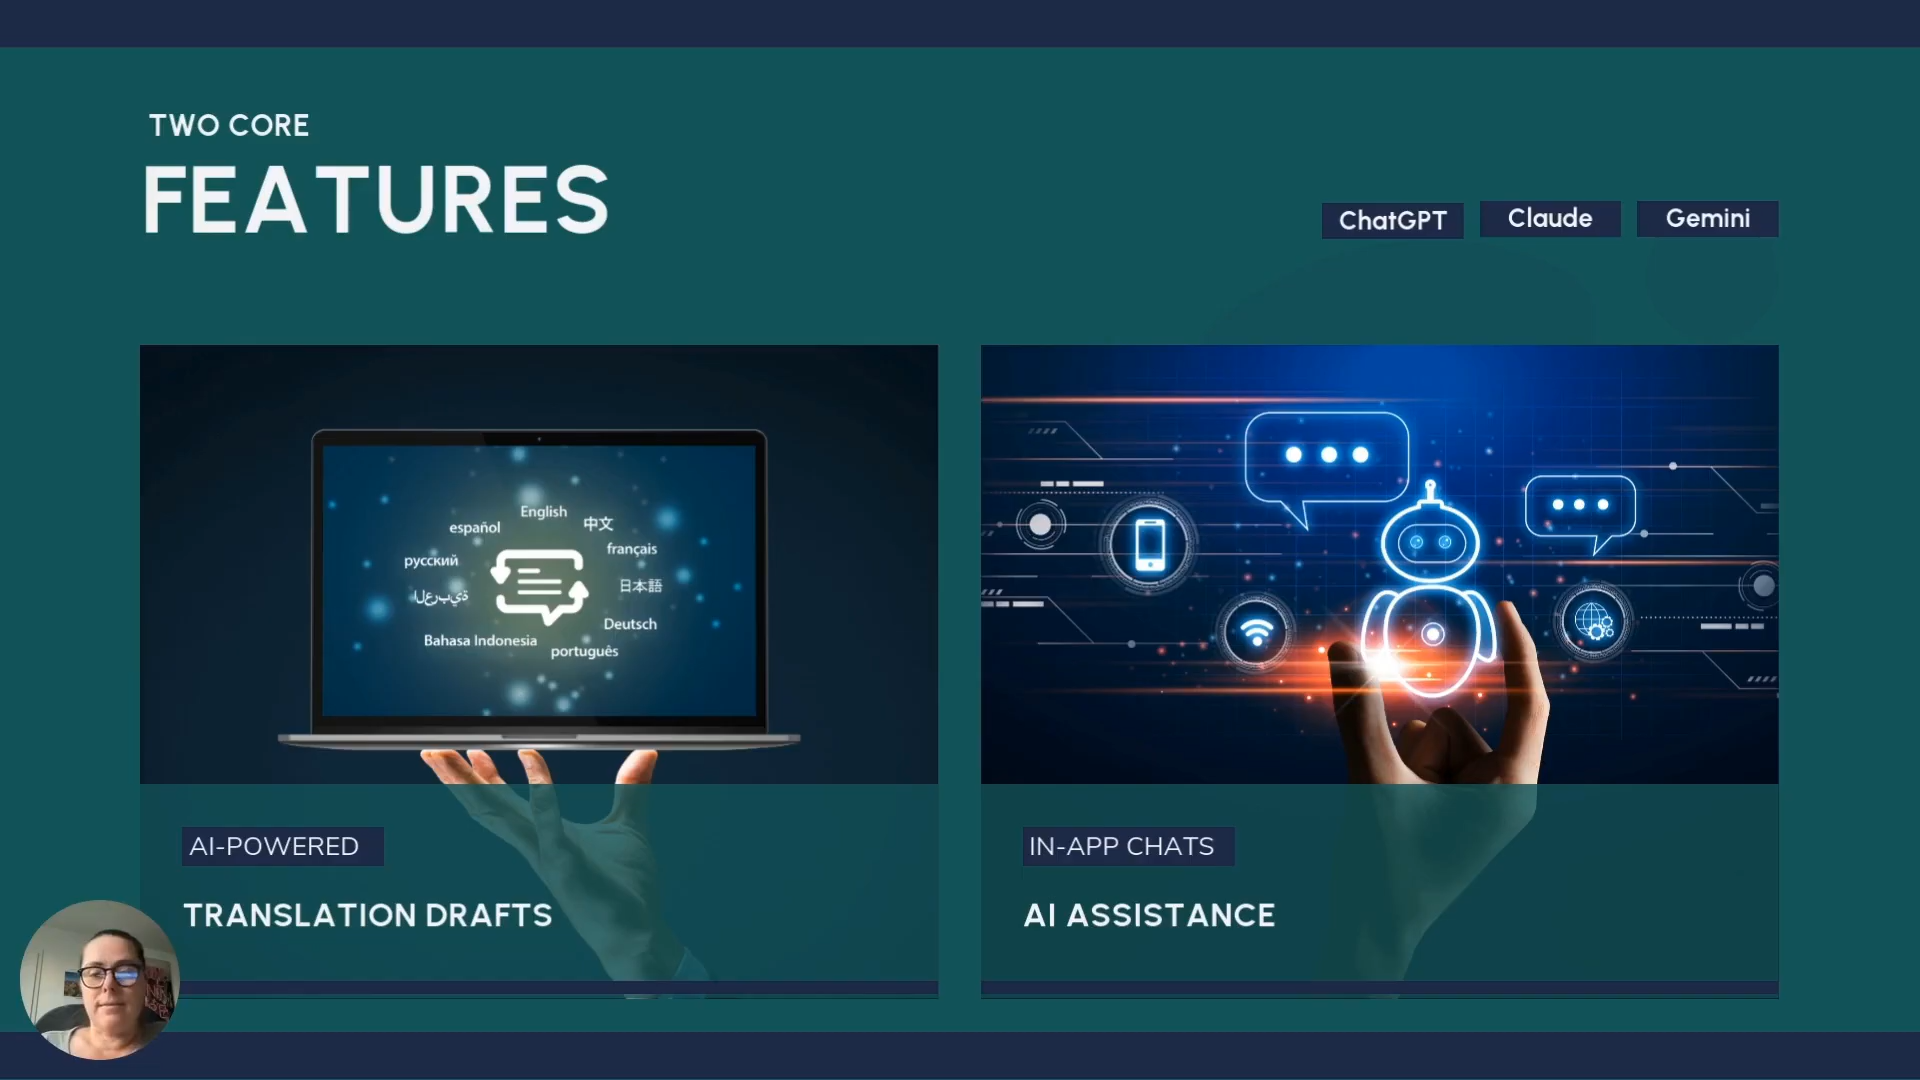 TWO CORE
FEATURES
ChatGPT
Claude
Gemini
English
español
中文
русский
français
日本語
العربية
Deutsch
Bahasa Indonesia
português
AI-POWERED
TRANSLATION DRAFTS
IN-APP CHATS
AI ASSISTANCE